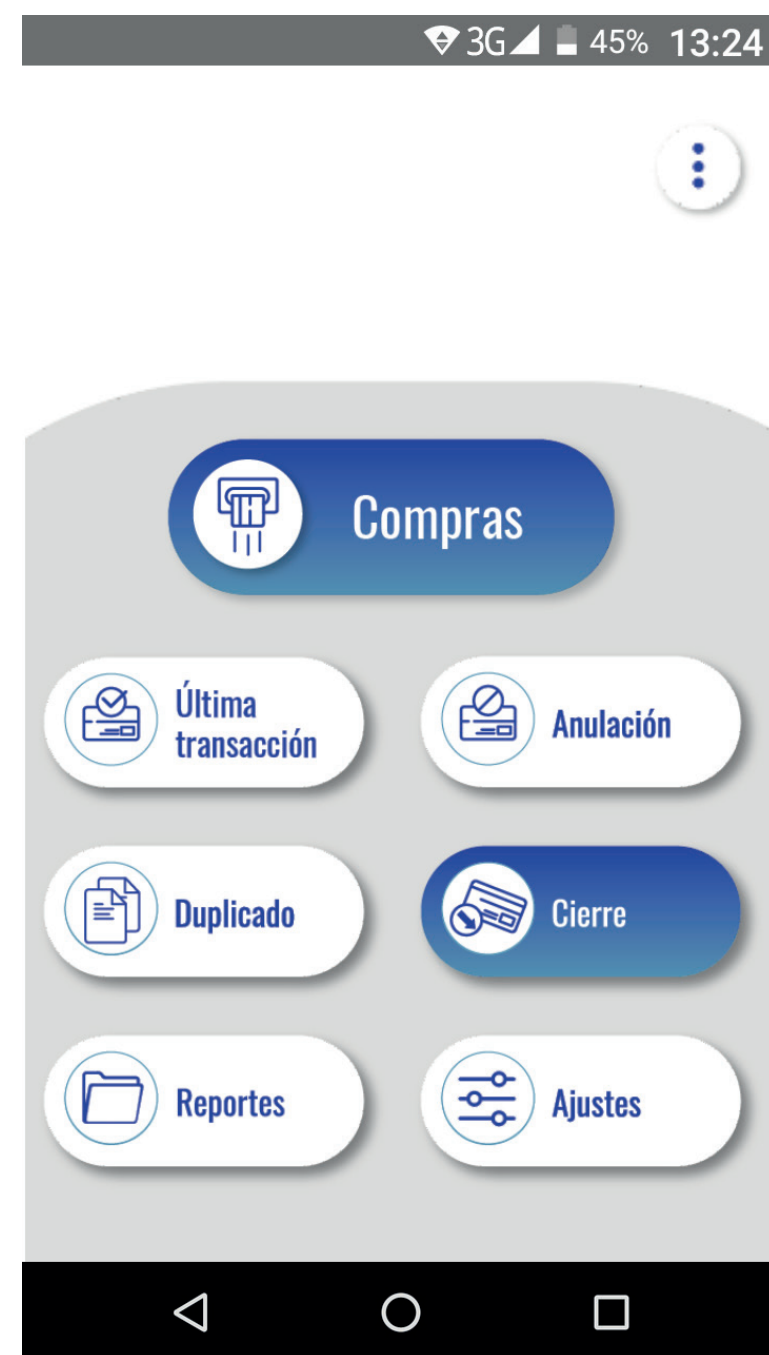 3G 45% 13:24
Compras
Última
transacción
Anulación
Duplicado
Cierre
Reportes
Ajustes